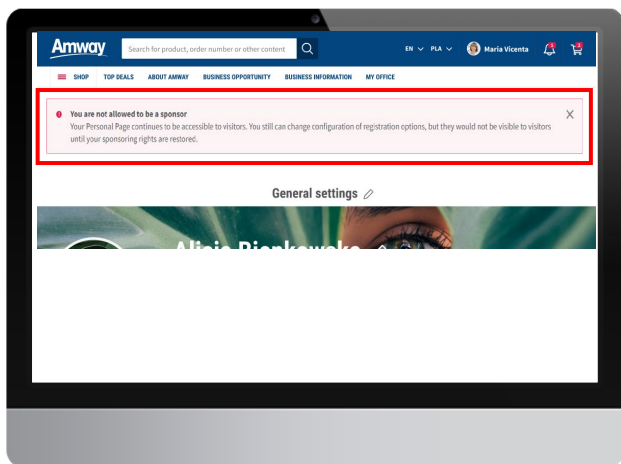 Amway
Search for product, order number or other content
EN PLA Maria Vicenta
SHOP TOP DEALS ABOUT AMWAY BUSINESS OPPORTUNITY BUSINESS INFORMATION MY OFFICE
You are not allowed to be a sponsor
Your Personal Page continues to be accessible to visitors. You still can change configuration of registration options, but they would not be visible to visitors
until your sponsoring rights are restored.
General settings